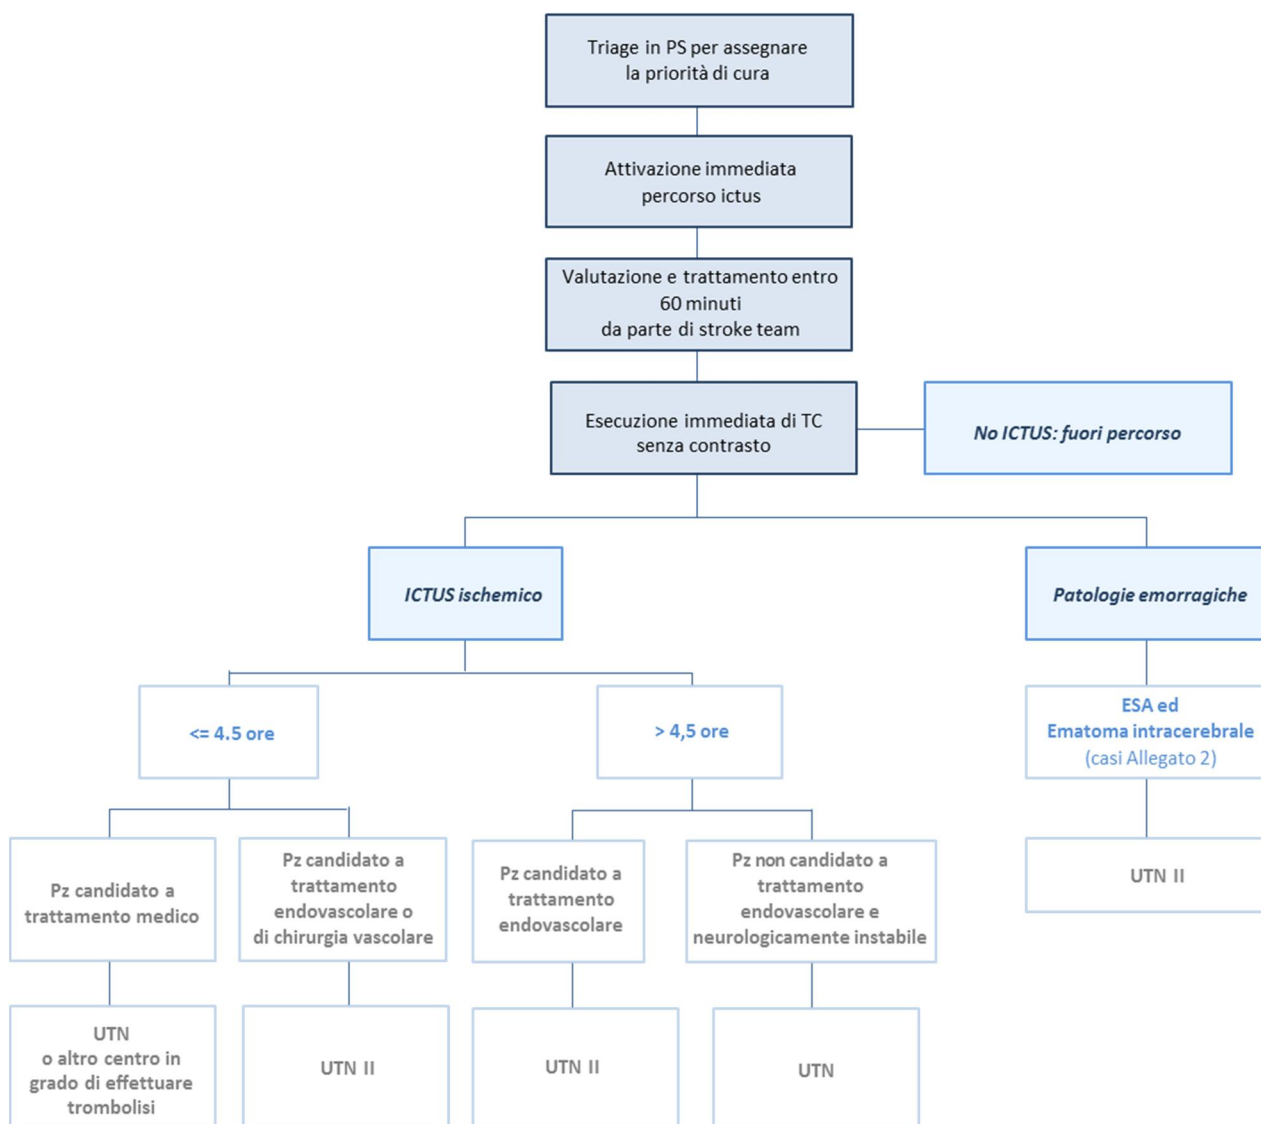 Triage in PS per assegnare
la priorità di cura
Attivazione immediata
percorso ictus
Valutazione e trattamento entro
60 minuti
da parte di stroke team
Esecuzione immediata di TC
senza contrasto
No ICTUS: fuori percorso
ICTUS ischemico
Patologie emorragiche
<= 4.5 ore
> 4,5 ore
ESA ed
Ematoma intracerebrale
(casi Allegato 2)
Pz candidato a
trattamento medico
Pz candidato a
trattamento
endovascolare o
di chirurgia vascolare
Pz candidato a
trattamento
endovascolare
Pz non candidato a
trattamento
endovascolare e
neurologicamente instabile
UTN II
UTN
o altro centro in
grado di effettuare
trombolisi
UTN II
UTN II
UTN